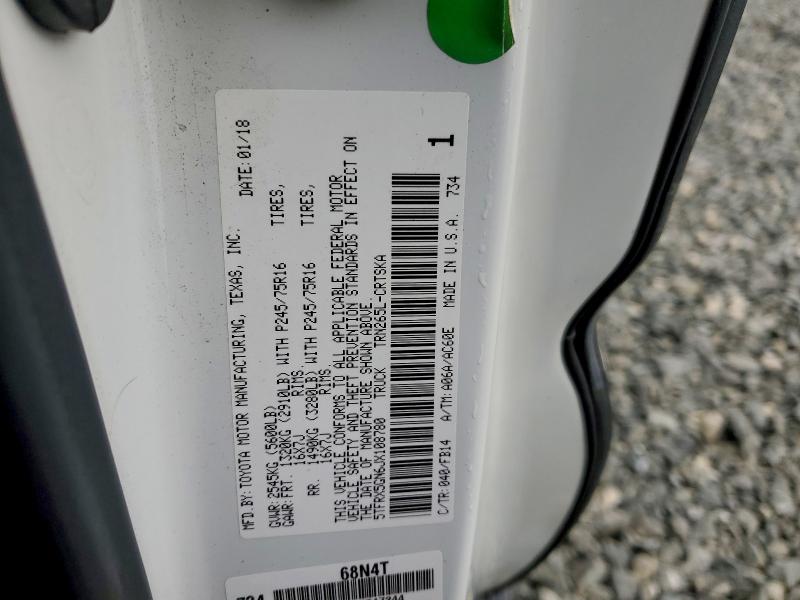 MFD.BY: TOYOTA MOTOR MANUFACTURING, TEXAS, INC. DATE: 01/18
GVWR: 2545KG (5600LB)
GAWR: FRT. 1320KG (2910LB) WITH P245/75R16 TIRES,
16X7J RIMS.
RR. 1490KG (3280LB) WITH P245/75R16 TIRES,
16X7J RIMS.
THIS VEHICLE CONFORMS TO ALL APPLICABLE FEDERAL MOTOR
VEHICLE SAFETY AND THEFT PREVENTION STANDARDS IN EFFECT ON
THE DATE OF MANUFACTURE SHOWN ABOVE.
5TFRX5GN6JX108780 TRUCK TRN265L-CRTSKA
C/TR: 040/FB14 A/TM: A06A/AC60E MADE IN U.S.A. 734
1
68N4T